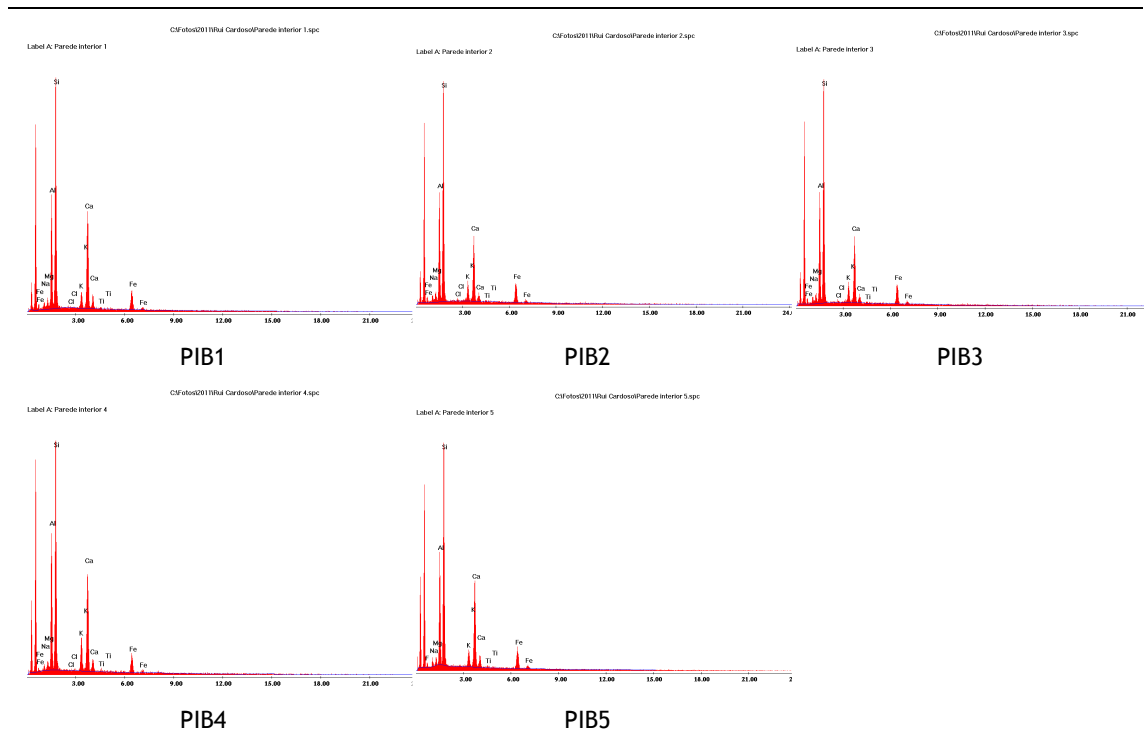 C:\Fotos\2011\Rui Cardoso\Parede interior 1.spc
Label A: Parede interior 1
Si
Al
Ca
K
Mg
Na
Fe
Fe
Cl
Cl
K
Ca
Ti
Ti
Fe
Fe
3.00 6.00 9.00 12.00 15.00 18.00 21.00
PIB1
C:\Fotos\2011\Rui Cardoso\Parede interior 2.spc
Label A: Parede interior 2
Si
Al
Ca
K
Mg
Na
Fe
Fe
Cl
Cl
K
Ca
Ti
Ti
Fe
Fe
3.00 6.00 9.00 12.00 15.00 18.00 21.00 24.0
PIB2
C:\Fotos\2011\Rui Cardoso\Parede interior 3.spc
Label A: Parede interior 3
Si
Al
Ca
K
Mg
Na
Fe
Fe
Cl
Cl
K
Ca
Ti
Ti
Fe
Fe
3.00 6.00 9.00 12.00 15.00 18.00 21.00
PIB3
C:\Fotos\2011\Rui Cardoso\Parede interior 4.spc
Label A: Parede interior 4
Si
Al
Ca
K
Mg
Na
Fe
Fe
Cl
Cl
K
Ca
Ti
Ti
Fe
Fe
3.00 6.00 9.00 12.00 15.00 18.00 21.00
PIB4
C:\Fotos\2011\Rui Cardoso\Parede interior 5.spc
Label A: Parede interior 5
Si
Al
Ca
K
Mg
Na
F
K
Ca
Ti
Ti
Fe
Fe
3.00 6.00 9.00 12.00 15.00 18.00 21.00 2
PIB5